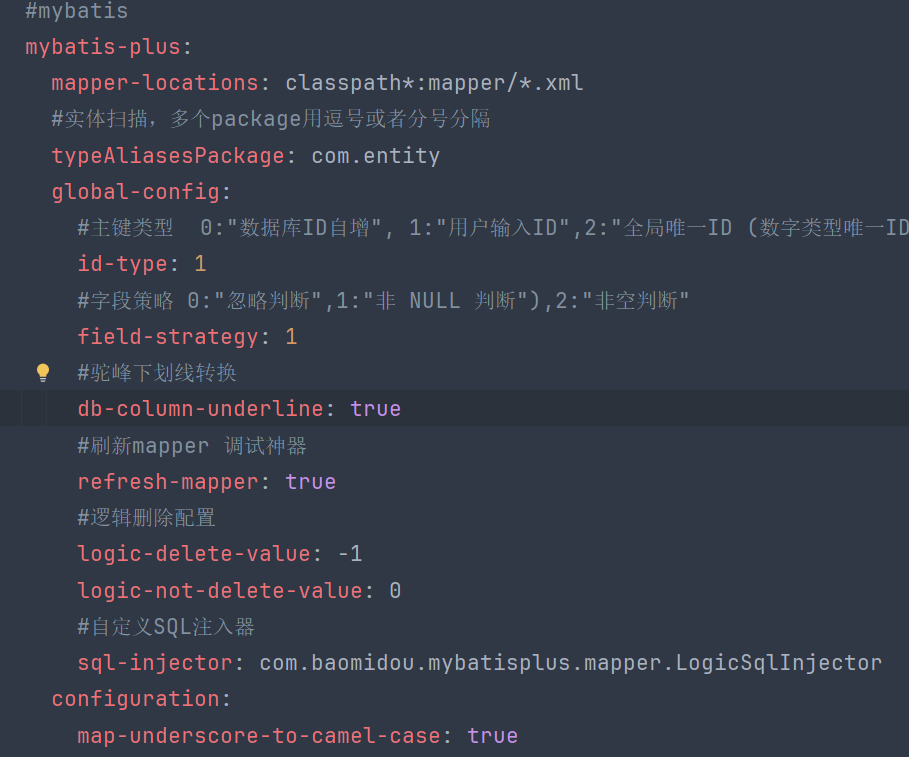 #mybatis
mybatis-plus:
mapper-locations: classpath*:mapper/*.xml
#实体扫描，多个package用逗号或者分号分隔
typeAliasesPackage: com.entity
global-config:
#主键类型  0:"数据库ID自增", 1:"用户输入ID",2:"全局唯一ID (数字类型唯一ID
id-type: 1
#字段策略 0:"忽略判断",1:"非 NULL 判断"),2:"非空判断"
field-strategy: 1
#驼峰下划线转换
db-column-underline: true
#刷新mapper 调试神器
refresh-mapper: true
#逻辑删除配置
logic-delete-value: -1
logic-not-delete-value: 0
#自定义SQL注入器
sql-injector: com.baomidou.mybatisplus.mapper.LogicSqlInjector
configuration:
map-underscore-to-camel-case: true